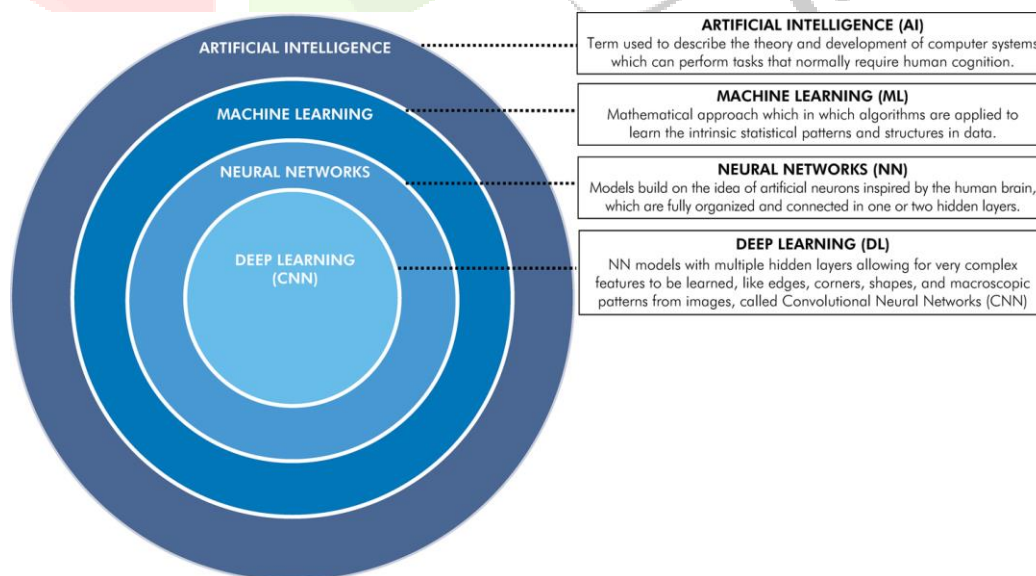 ARTIFICIAL INTELLIGENCE
MACHINE LEARNING
NEURAL NETWORKS
DEEP LEARNING
(CNN)
ARTIFICIAL INTELLIGENCE (AI)
Term used to describe the theory and development of computer systems
which can perform tasks that normally require human cognition.
MACHINE LEARNING (ML)
Mathematical approach which in which algorithms are applied to
learn the intrinsic statistical patterns and structures in data.
NEURAL NETWORKS (NN)
Models build on the idea of artificial neurons inspired by the human brain,
which are fully organized and connected in one or two hidden layers.
DEEP LEARNING (DL)
NN models with multiple hidden layers allowing for very complex
features to be learned, like edges, corners, shapes, and macroscopic
patterns from images, called Convolutional Neural Networks (CNN)